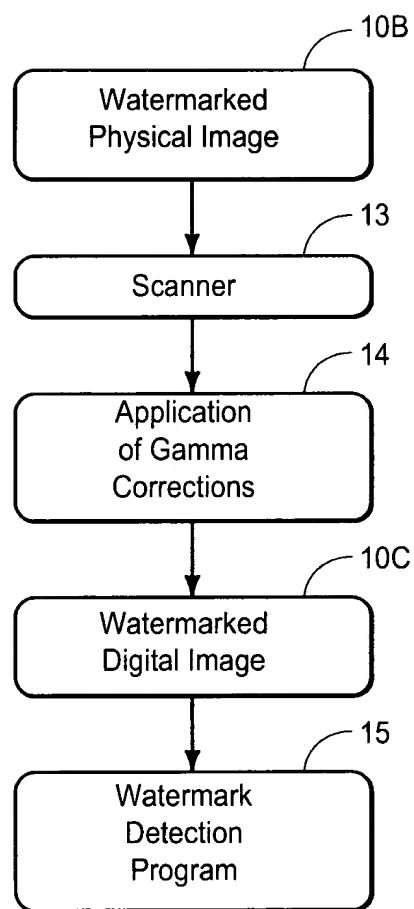 10B
Watermarked
Physical Image
13
Scanner
14
Application
of Gamma
Corrections
10C
Watermarked
Digital Image
15
Watermark
Detection
Program